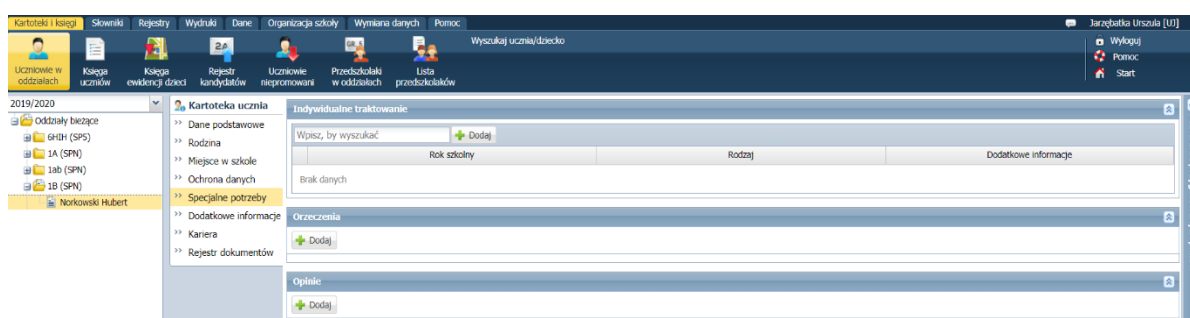 Kartoteki i księgi Słowniki Rejestry Wydruki Dane Organizacja szkoły Wymiana danych Pomoc Jarzębatka Urszula [UJ]
Uczniowie w oddziałach
Księga uczniów
Księga ewidencji dzieci
Rejestr kandydatów
Uczniowie niepromowani
Przedszkolaki w oddziałach
Lista przedszkolaków
Wyszukaj ucznia/dziecko
Wyloguj
Pomoc
Start
2019/2020
Oddziały bieżące
6HIH (SPS)
1A (SPN)
1ab (SPN)
1B (SPN)
Norkowski Hubert
Kartoteka ucznia
Dane podstawowe
Rodzina
Miejsce w szkole
Ochrona danych
Specjalne potrzeby
Dodatkowe informacje
Kariera
Rejestr dokumentów
Indywidualne traktowanie
Wpisz, by wyszukać Dodaj
Rok szkolny Rodzaj Dodatkowe informacje
Brak danych
Orzeczenia
Dodaj
Opinie
Dodaj